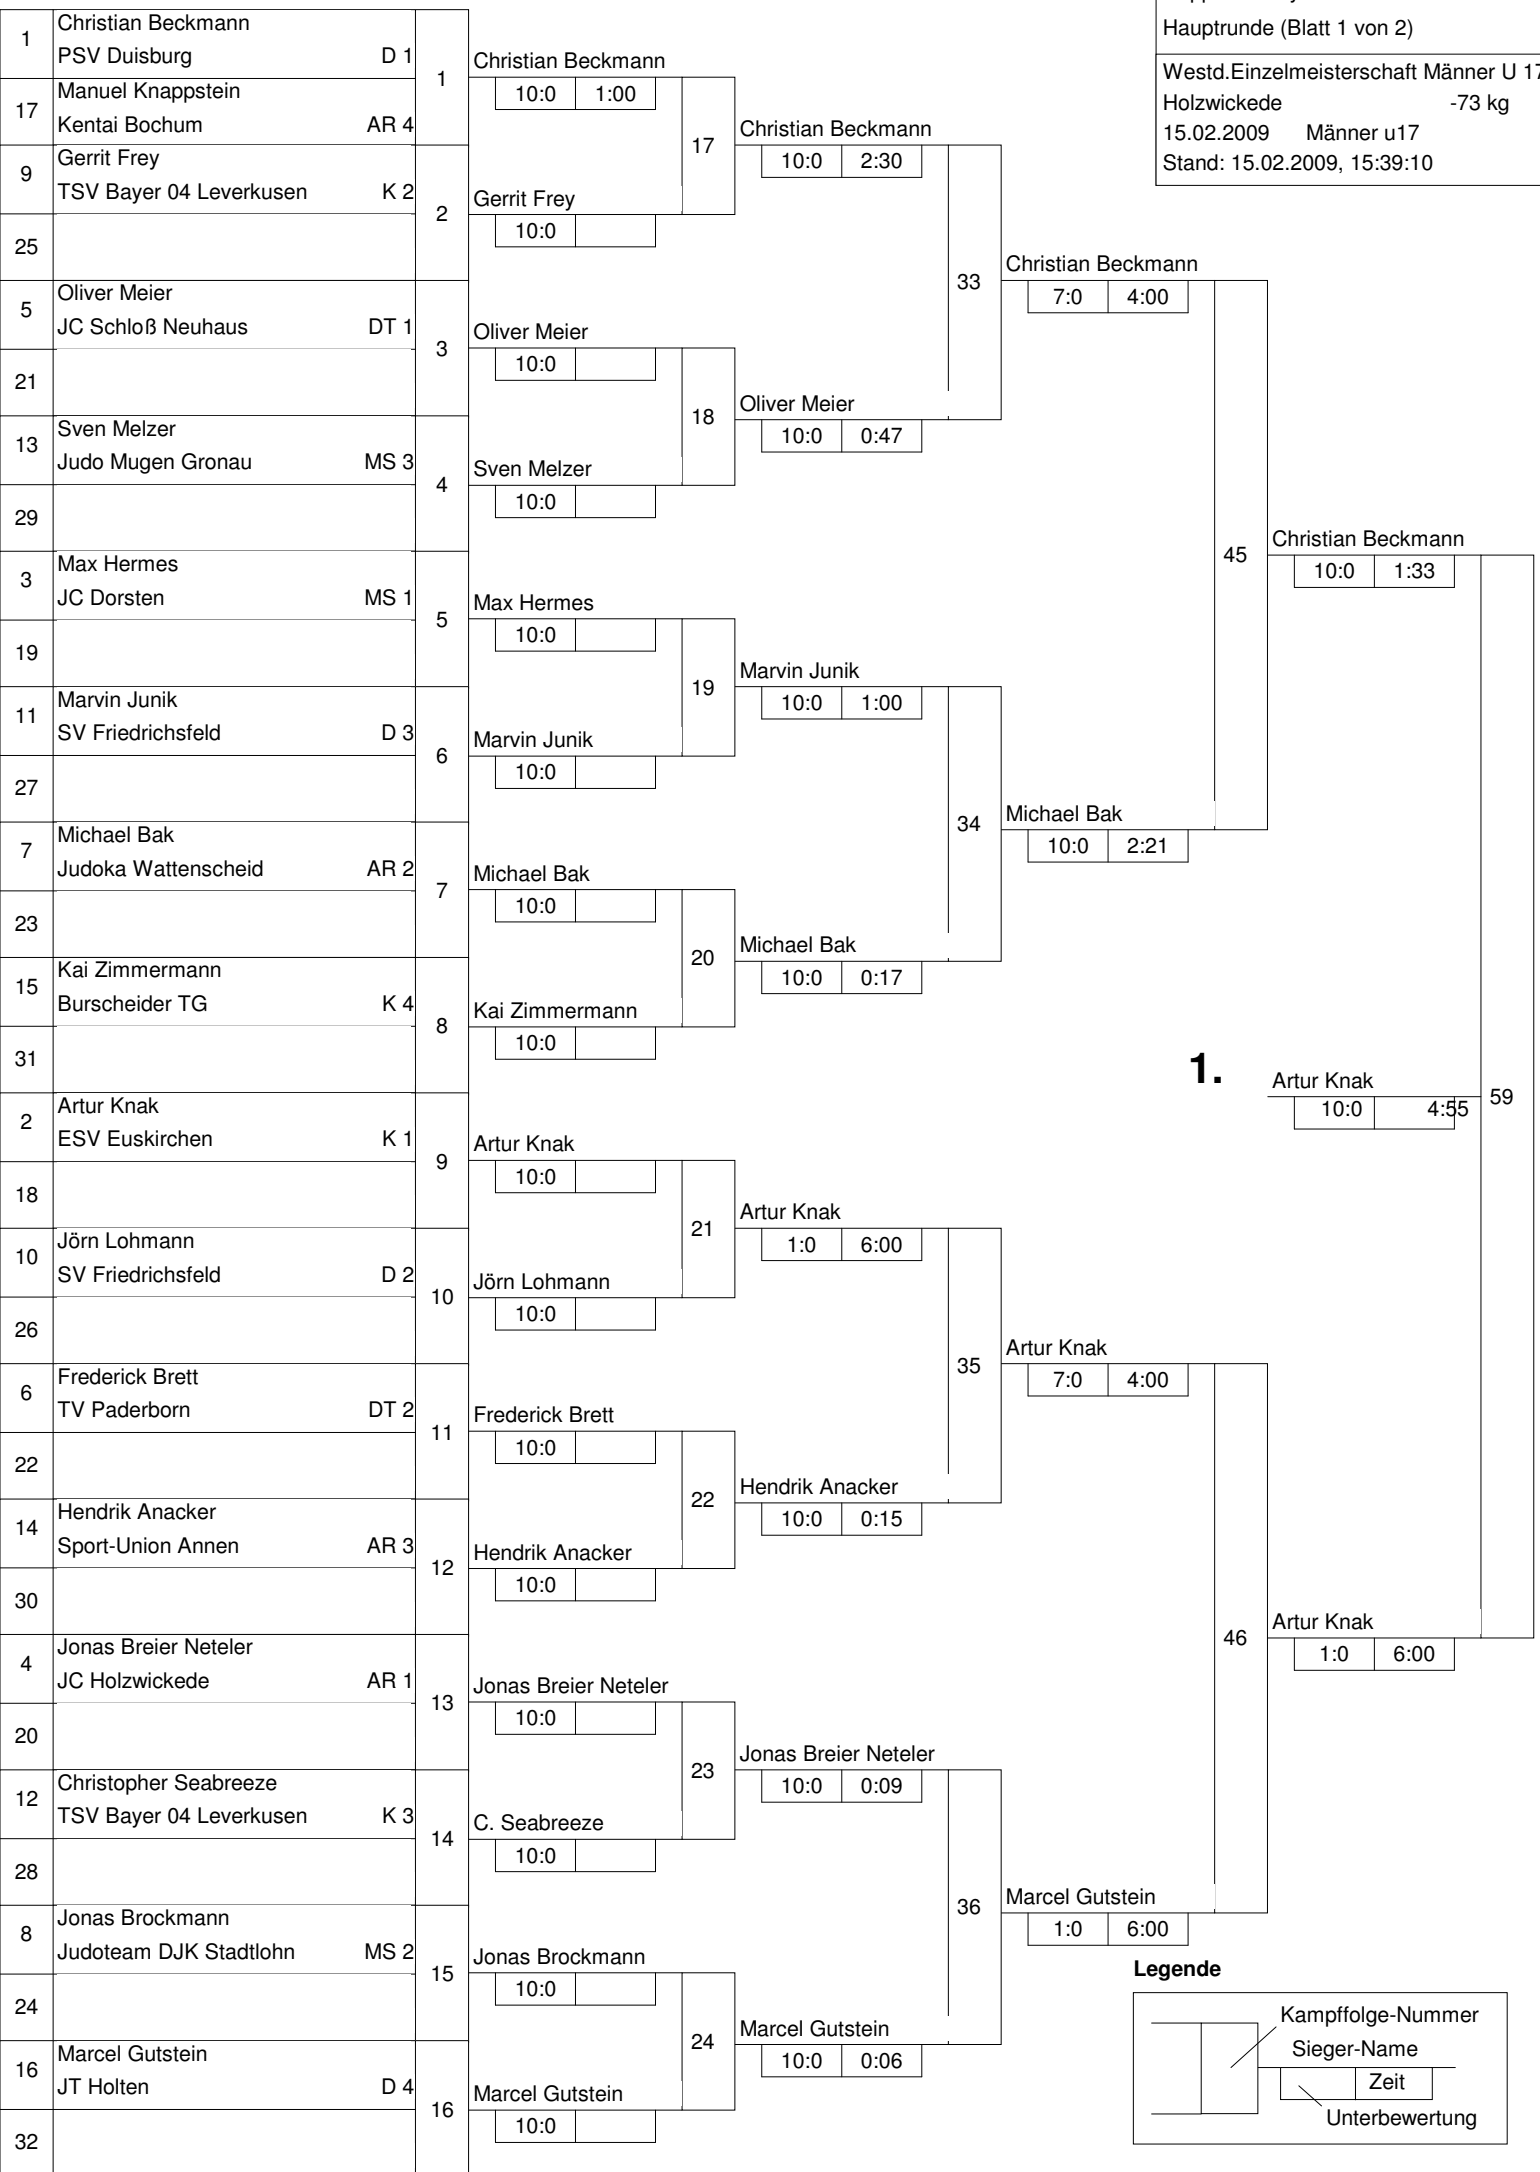 Hauptrunde (Blatt 1 von 2)
Westd.Einzelmeisterschaft Männer U 17
Holzwickede -73 kg
15.02.2009 Männer u17
Stand: 15.02.2009, 15:39:10
1 Christian Beckmann
PSV Duisburg D 1
17 Manuel Knappstein
Kentai Bochum AR 4
9 Gerrit Frey
TSV Bayer 04 Leverkusen K 2
25
5 Oliver Meier
JC Schloß Neuhaus DT 1
21
13 Sven Melzer
Judo Mugen Gronau MS 3
29
3 Max Hermes
JC Dorsten MS 1
19
11 Marvin Junik
SV Friedrichsfeld D 3
27
7 Michael Bak
Judoka Wattenscheid AR 2
23
15 Kai Zimmermann
Burscheider TG K 4
31
2 Artur Knak
ESV Euskirchen K 1
18
10 Jörn Lohmann
SV Friedrichsfeld D 2
26
6 Frederick Brett
TV Paderborn DT 2
22
14 Hendrik Anacker
Sport-Union Annen AR 3
30
4 Jonas Breier Neteler
JC Holzwickede AR 1
20
12 Christopher Seabreeze
TSV Bayer 04 Leverkusen K 3
28
8 Jonas Brockmann
Judoteam DJK Stadtlohn MS 2
24
16 Marcel Gutstein
JT Holten D 4
32
1 Christian Beckmann
10:0 1:00
2 Gerrit Frey
10:0
3 Oliver Meier
10:0
4 Sven Melzer
10:0
5 Max Hermes
10:0
6 Marvin Junik
10:0
7 Michael Bak
10:0
8 Kai Zimmermann
10:0
9 Artur Knak
10:0
10 Jörn Lohmann
10:0
11 Frederick Brett
10:0
12 Hendrik Anacker
10:0
13 Jonas Breier Neteler
10:0
14 C. Seabreeze
10:0
15 Jonas Brockmann
10:0
16 Marcel Gutstein
10:0
17 Christian Beckmann
10:0 2:30
18 Oliver Meier
10:0 0:47
19 Marvin Junik
10:0 1:00
20 Michael Bak
10:0 0:17
21 Artur Knak
1:0 6:00
22 Hendrik Anacker
10:0 0:15
23 Jonas Breier Neteler
10:0 0:09
24 Marcel Gutstein
10:0 0:06
33 Christian Beckmann
7:0 4:00
34 Michael Bak
10:0 2:21
35 Artur Knak
7:0 4:00
36 Marcel Gutstein
1:0 6:00
45 Christian Beckmann
10:0 1:33
46 Artur Knak
1:0 6:00
1. Artur Knak 59
10:0 4:55
Legende
Kampffolge-Nummer
Sieger-Name
Zeit
Unterbewertung